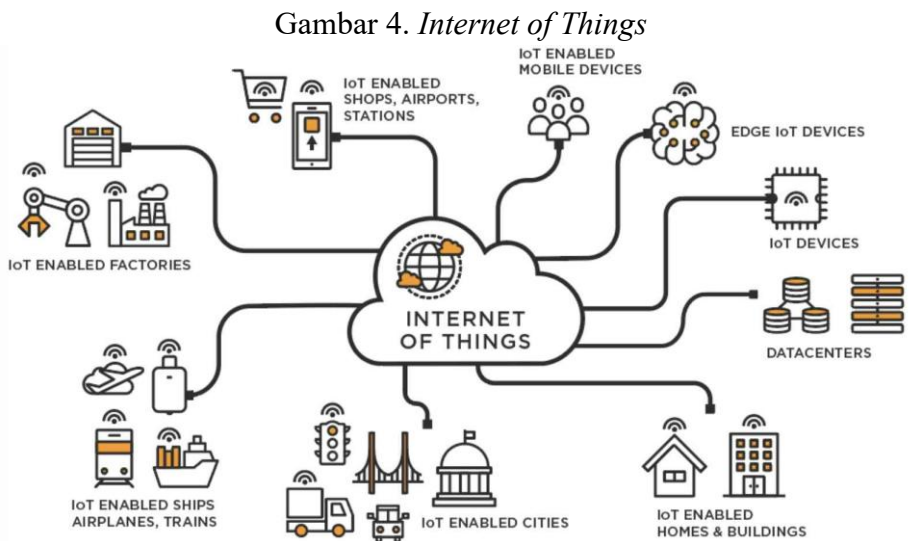 Gambar 4. Internet of Things
IoT ENABLED
SHOPS, AIRPORTS,
STATIONS
IoT ENABLED
MOBILE DEVICES
EDGE IoT DEVICES
IoT DEVICES
IoT ENABLED FACTORIES
INTERNET
OF THINGS
DATACENTERS
IoT ENABLED SHIPS
AIRPLANES, TRAINS
IoT ENABLED CITIES
IoT ENABLED
HOMES & BUILDINGS